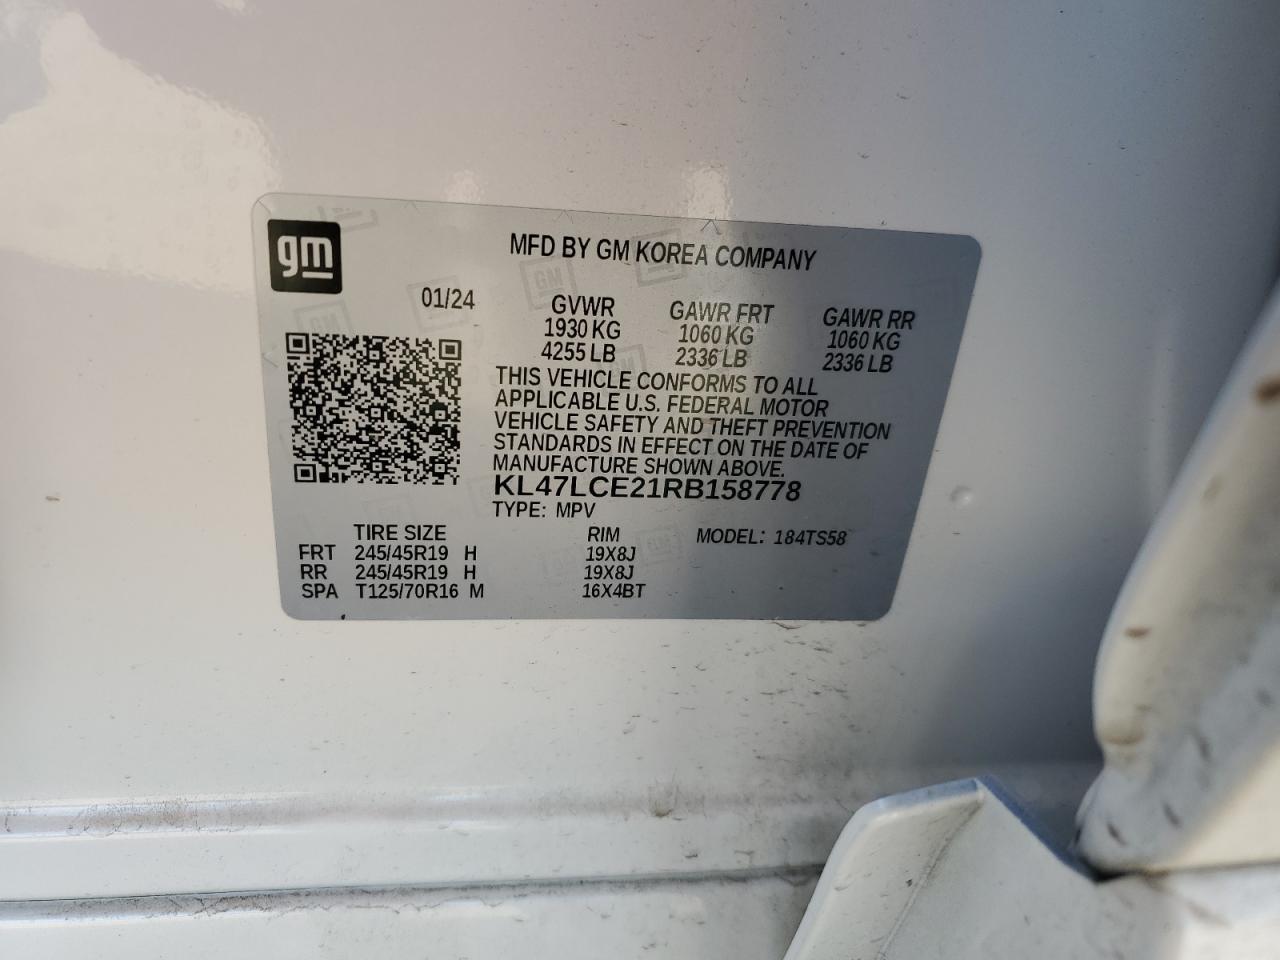 gm
MFD BY GM KOREA COMPANY
01/24
GVWR GAWR FRT GAWR RR
1930 KG 1060 KG 1060 KG
4255 LB 2336 LB 2336 LB
THIS VEHICLE CONFORMS TO ALL
APPLICABLE U.S. FEDERAL MOTOR
VEHICLE SAFETY AND THEFT PREVENTION
STANDARDS IN EFFECT ON THE DATE OF
MANUFACTURE SHOWN ABOVE.
KL47LCE21RB158778
TYPE: MPV
TIRE SIZE RIM MODEL: 184TS58
FRT 245/45R19 H 19X8J
RR 245/45R19 H 19X8J
SPA T125/70R16 M 16X4BT